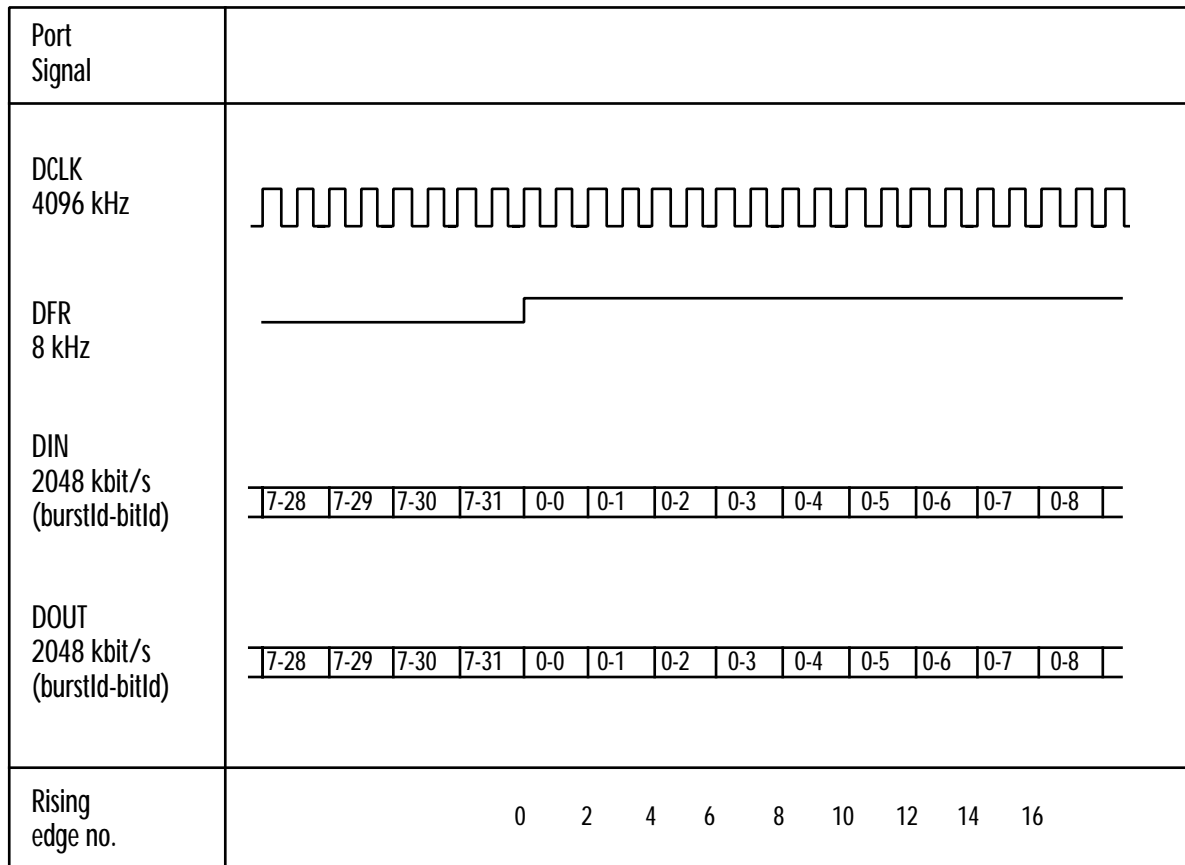 Port
Signal
DCLK
4096 kHz
DFR
8 kHz
DIN
2048 kbit/s
(burstId-bitId)
7-28 7-29 7-30 7-31 0-0 0-1 0-2 0-3 0-4 0-5 0-6 0-7 0-8
DOUT
2048 kbit/s
(burstId-bitId)
7-28 7-29 7-30 7-31 0-0 0-1 0-2 0-3 0-4 0-5 0-6 0-7 0-8
Rising
edge no.
0 2 4 6 8 10 12 14 16